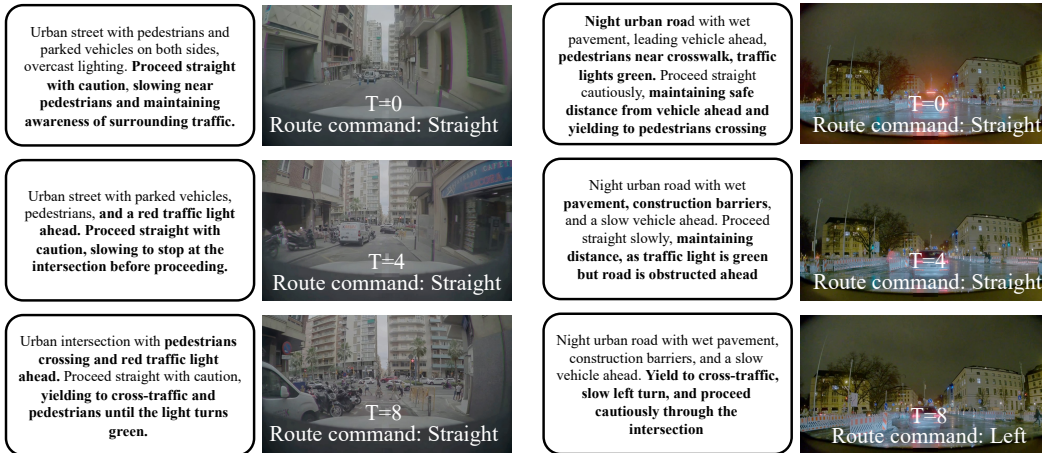 Urban street with pedestrians and
parked vehicles on both sides,
overcast lighting. Proceed straight
with caution, slowing near
pedestrians and maintaining
awareness of surrounding traffic.
T=0
Route command: Straight
Urban street with parked vehicles,
pedestrians, and a red traffic light
ahead. Proceed straight with
caution, slowing to stop at the
intersection before proceeding.
T=4
Route command: Straight
Urban intersection with pedestrians
crossing and red traffic light
ahead. Proceed straight with caution,
yielding to cross-traffic and
pedestrians until the light turns
green.
T=8
Route command: Straight
Night urban road with wet
pavement, leading vehicle ahead,
pedestrians near crosswalk, traffic
lights green. Proceed straight
cautiously, maintaining safe
distance from vehicle ahead and
yielding to pedestrians crossing
T=0
Route command: Straight
Night urban road with wet
pavement, construction barriers,
and a slow vehicle ahead. Proceed
straight slowly, maintaining
distance, as traffic light is green
but road is obstructed ahead
T=4
Route command: Straight
Night urban road with wet pavement,
construction barriers, and a slow
vehicle ahead. Yield to cross-traffic,
slow left turn, and proceed
cautiously through the
intersection
T=8
Route command: Left